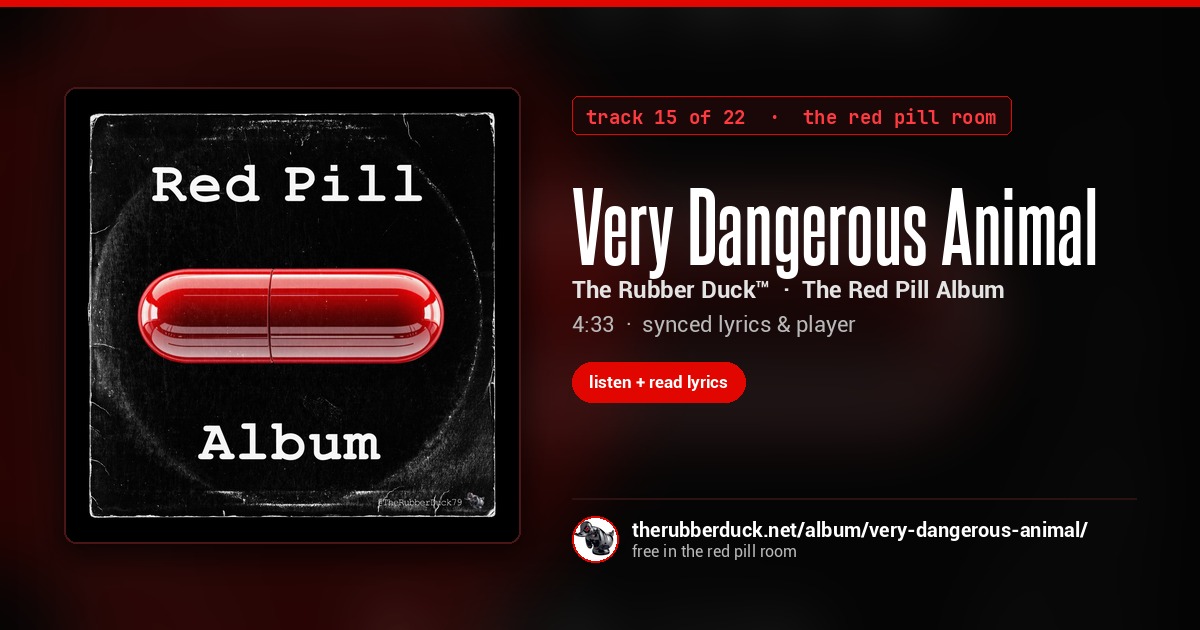 Red Pill
Album
#TheRubberDuck79
track 15 of 22 · the red pill room
Very Dangerous Animal
The Rubber Duck™ · The Red Pill Album
4:33 · synced lyrics & player
listen + read lyrics
therubberduck.net/album/very-dangerous-animal/
free in the red pill room